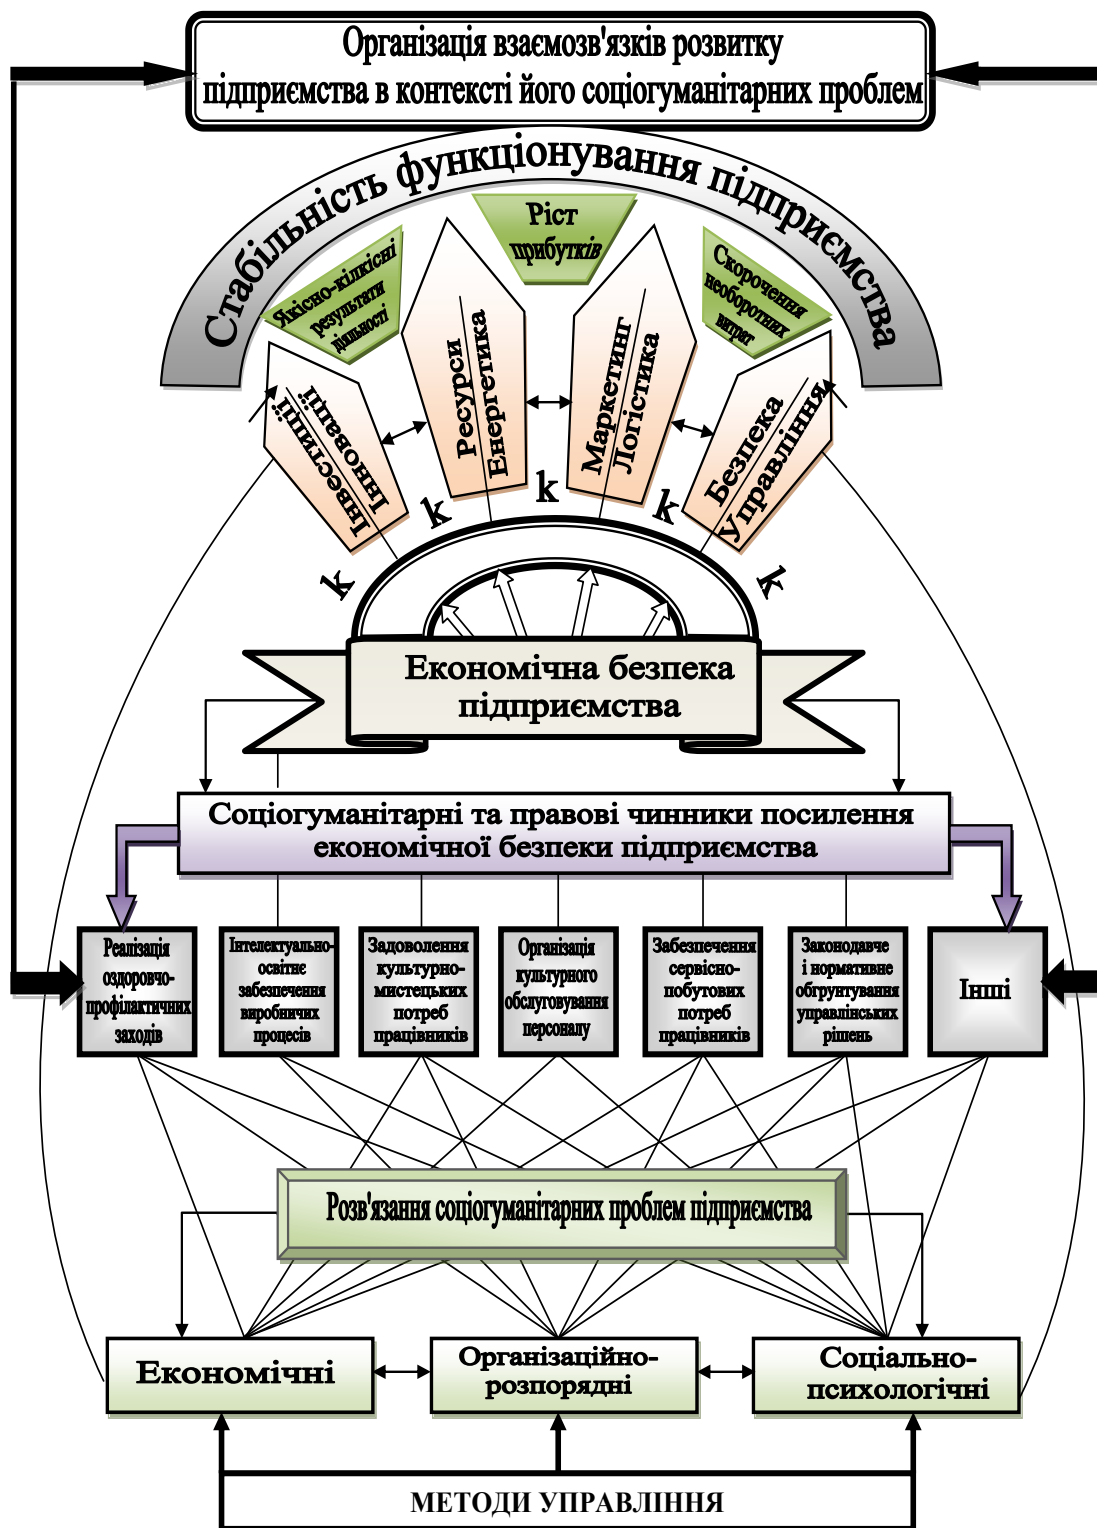 Організація взаємозв'язків розвитку
підприємства в контексті його соціогуманітарних проблем
Стабільність функціонування підприємства
Якісно-кілкісні
результати
діяльності
Ріст
прибутків
Скорочення
необоротних
витрат
Інвестиції
Інновації
Ресурси
Енергетика
Маркетинг
Логістика
Безпека
Управління
k
k
k
k
k
Економічна безпека
підприємства
Соціогуманітарні та правові чинники посилення
економічної безпеки підприємства
Реалізація
оздоровчо-
профілактичних
заходів
Інтелектуально-
освітнє
забезпечення
виробничих
процесів
Задоволення
культурно-
мистецьких
потреб
працівників
Організація
культурного
обслуговування
персоналу
Забезпечення
сервісно-
побутових
потреб
працівників
Законодавче
і нормативне
обгрунтування
управлінських
рішень
Інші
Розв'язання соціогуманітарних проблем підприємства
Економічні
Організаційно-
розпорядні
Соціально-
психологічні
МЕТОДИ УПРАВЛІННЯ